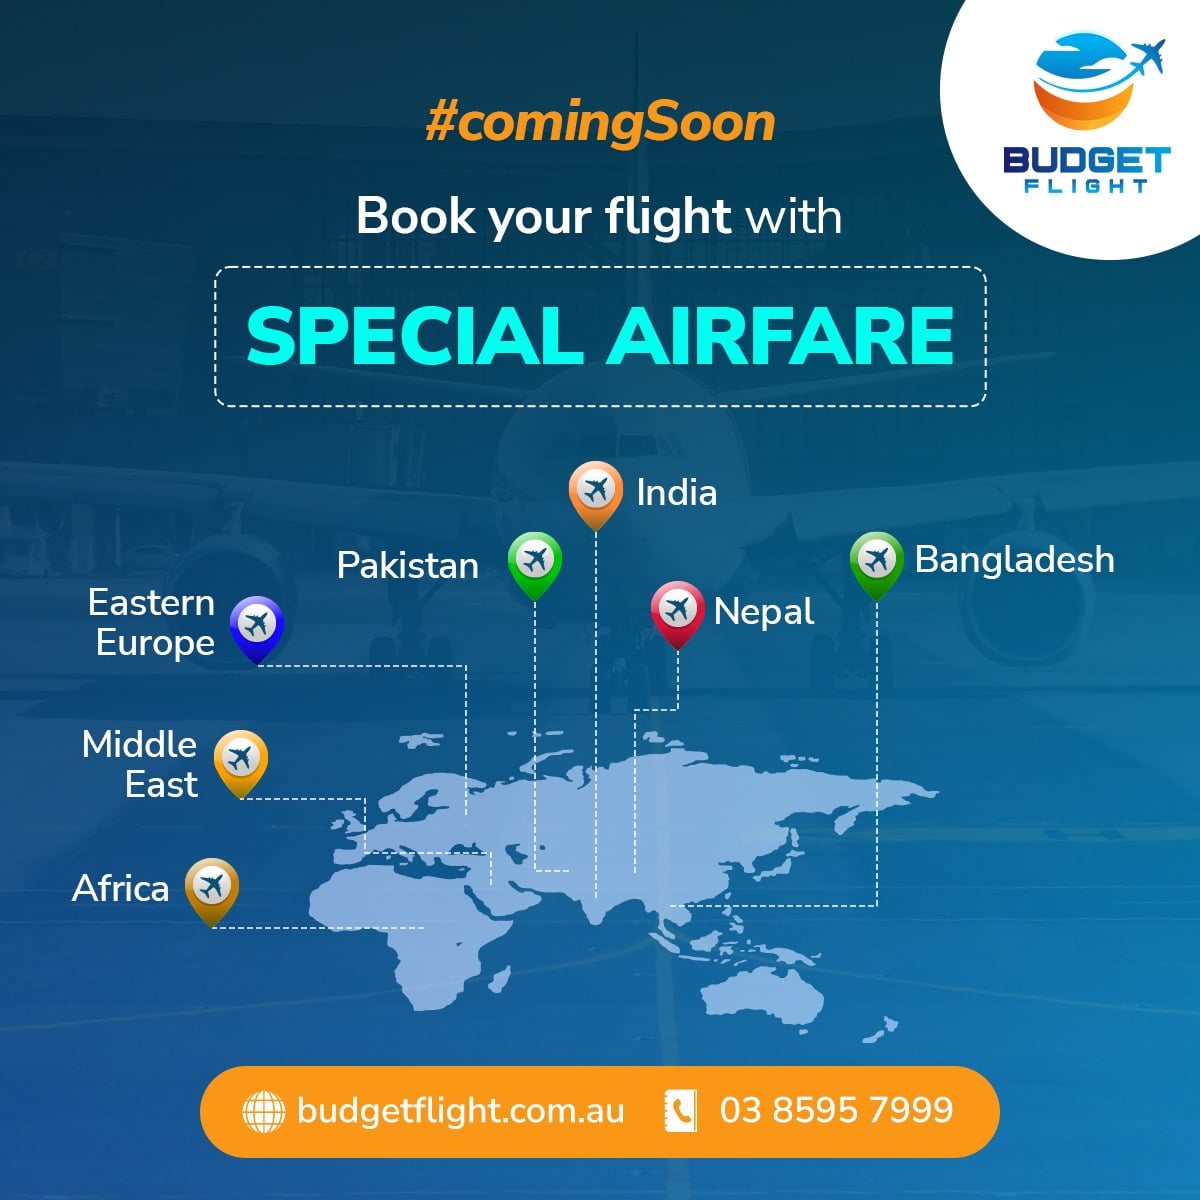 #comingSoon
BUDGET
FLIGHT
Book your flight with
SPECIAL AIRFARE
India
Pakistan
Bangladesh
Eastern
Europe
Nepal
Middle
East
Africa
budgetflight.com.au
03 8595 7999